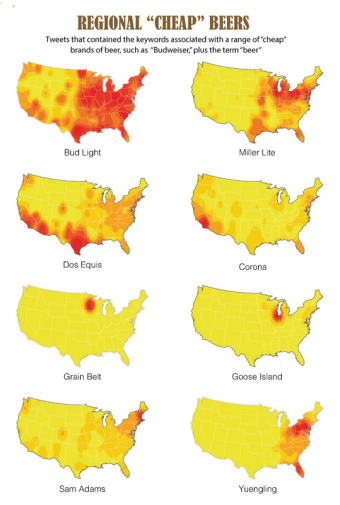 REGIONAL “CHEAP” BEERS
Tweets that contained the keywords associated with a range of “cheap”
brands of beer, such as “Budweiser,” plus the term “beer”
Bud Light
Miller Lite
Dos Equis
Corona
Grain Belt
Goose Island
Sam Adams
Yuengling